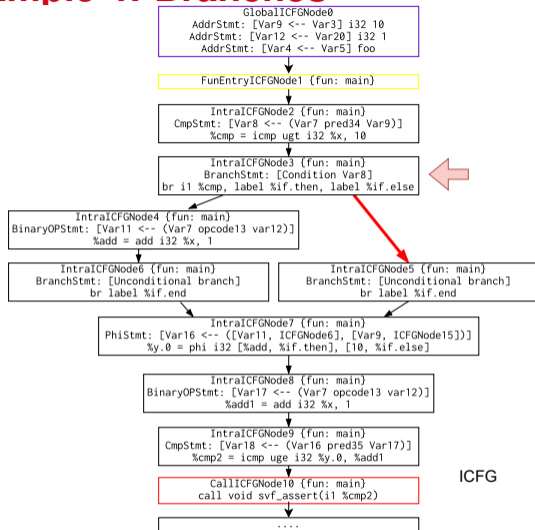 GlobalICFGNode0
AddrStmt: [Var9 <-- Var3] i32 10
AddrStmt: [Var12 <-- Var20] i32 1
AddrStmt: [Var4 <-- Var5] foo
FunEntryICFGNode1 {fun: main}
IntraICFGNode2 {fun: main}
CmpStmt: [Var8 <-- (Var7 pred34 Var9)]
%cmp = icmp ugt i32 %x, 10
IntraICFGNode3 {fun: main}
BranchStmt: [Condition Var8]
br i1 %cmp, label %if.then, label %if.else
IntraICFGNode4 {fun: main}
BinaryOPStmt: [Var11 <-- (Var7 opcode13 var12)]
%add = add i32 %x, 1
IntraICFGNode6 {fun: main}
BranchStmt: [Unconditional branch]
br label %if.end
IntraICFGNode5 {fun: main}
BranchStmt: [Unconditional branch]
br label %if.end
IntraICFGNode7 {fun: main}
PhiStmt: [Var16 <-- ([Var11, ICFGNode6], [Var9, ICFGNode15])]
%y.0 = phi i32 [%add, %if.then], [10, %if.else]
IntraICFGNode8 {fun: main}
BinaryOPStmt: [Var17 <-- (Var7 opcode13 var12)]
%add1 = add i32 %x, 1
IntraICFGNode9 {fun: main}
CmpStmt: [Var18 <-- (Var16 pred35 Var17)]
%cmp2 = icmp uge i32 %y.0, %add1
ICFG
CallICFGNode10 {fun: main}
call void svf_assert(i1 %cmp2)
....